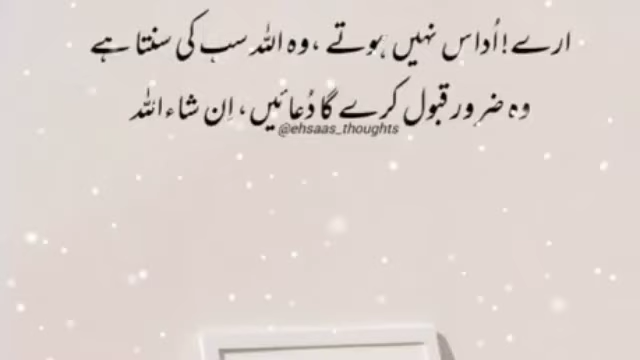 ارے! اُداس نہیں ہوتے ،وہ اللہ سب کی سنتا ہے
وہ ضرور قبول کرے گا دُعائیں، اِن شاءاللہ
@ehsaas_thoughts